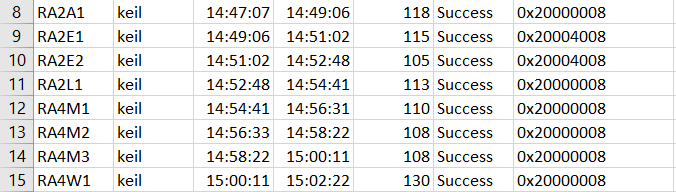 8 RA2A1 keil 14:47:07 14:49:06 118 Success 0x20000008
9 RA2E1 keil 14:49:06 14:51:02 115 Success 0x20004008
10 RA2E2 keil 14:51:02 14:52:48 105 Success 0x20004008
11 RA2L1 keil 14:52:48 14:54:41 113 Success 0x20000008
12 RA4M1 keil 14:54:41 14:56:31 110 Success 0x20000008
13 RA4M2 keil 14:56:33 14:58:22 108 Success 0x20000008
14 RA4M3 keil 14:58:22 15:00:11 108 Success 0x20000008
15 RA4W1 keil 15:00:11 15:02:22 130 Success 0x20000008